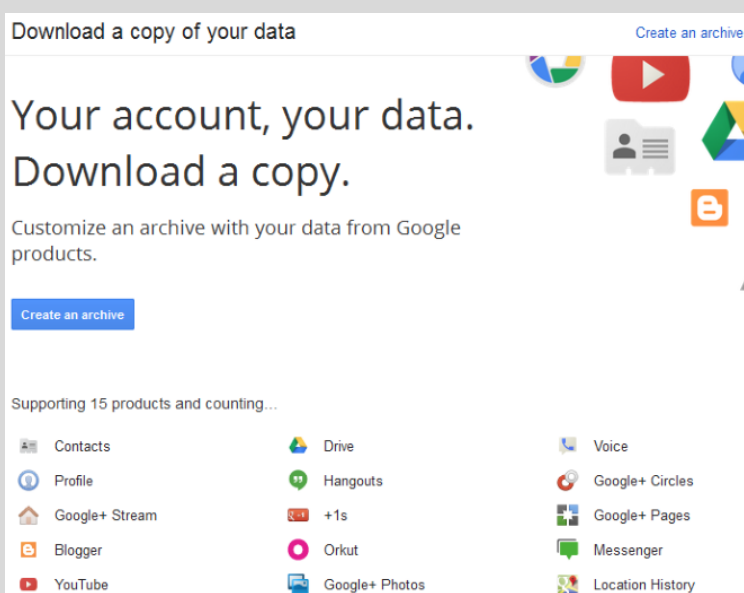 Download a copy of your data
Create an archive
Your account, your data.
Download a copy.
Customize an archive with your data from Google
products.
Create an archive
Supporting 15 products and counting...
Contacts
Drive
Voice
Profile
Hangouts
Google+ Circles
Google+ Stream
+1s
Google+ Pages
Blogger
Orkut
Messenger
YouTube
Google+ Photos
Location History